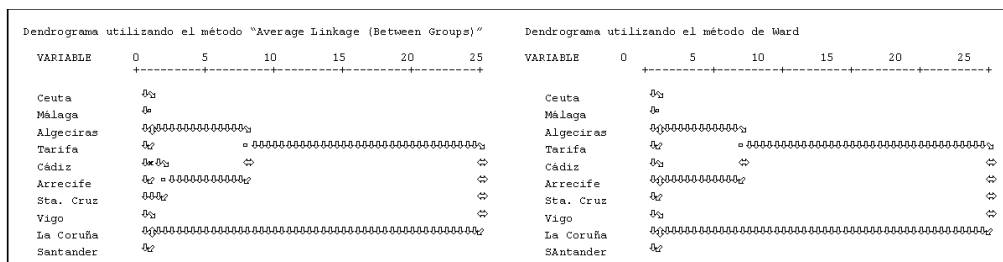 Dendrograma utilizando el método “Average Linkage (Between Groups)”
VARIABLE 0 5 10 15 20 25
Ceuta
Málaga
Algeciras
Tarifa
Cádiz
Arrecife
Sta. Cruz
Vigo
La Coruña
Santander
Dendrograma utilizando el método de Ward
VARIABLE 0 5 10 15 20 25
Ceuta
Málaga
Algeciras
Tarifa
Cádiz
Arrecife
Sta. Cruz
Vigo
La Coruña
SAntander